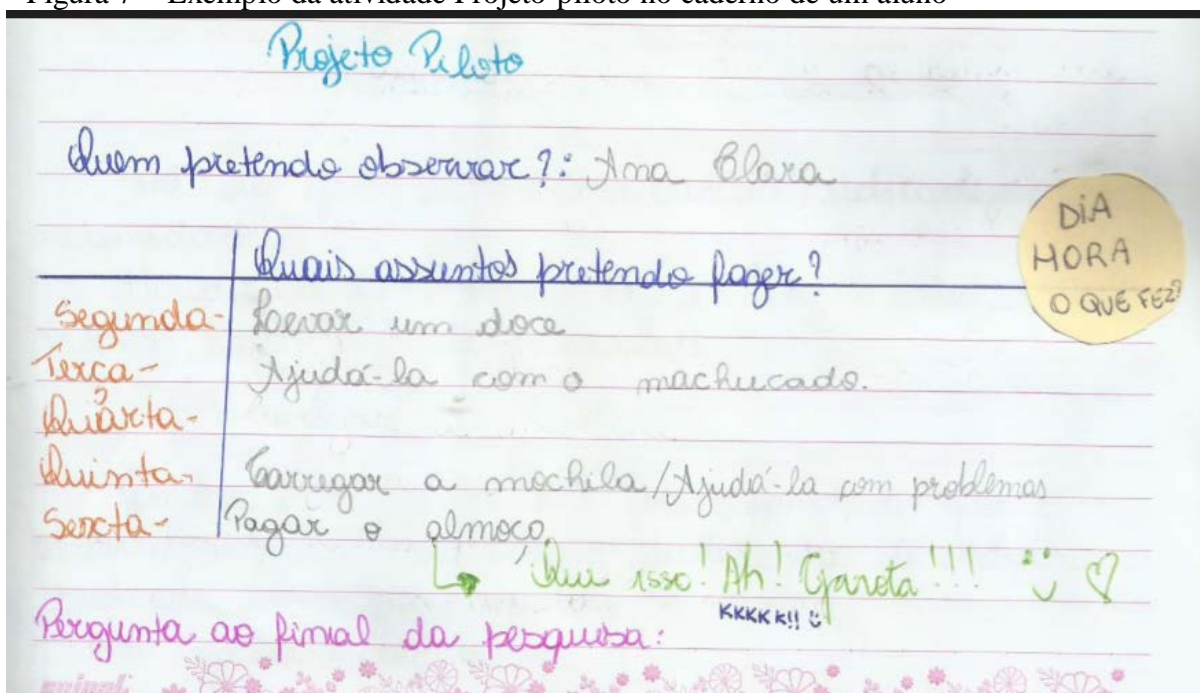 Figura 7 – Exemplo da atividade Projeto-piloto no caderno de um aluno
Projeto Piloto
Quem pretendo observar?: Ana Clara
DIA
HORA
O QUE FEZ?
Quais assuntos pretendo fazer?
Segunda- Levar um doce
Terça- Ajudá-la com o machucado.
Quarta-
Quinta- Carregar a mochila/Ajudá-la com problemas
Sexta- Pagar o almoço
Que isso! Ah! Garota!!!
KKKKK!!
Pergunta ao final da pesquisa: